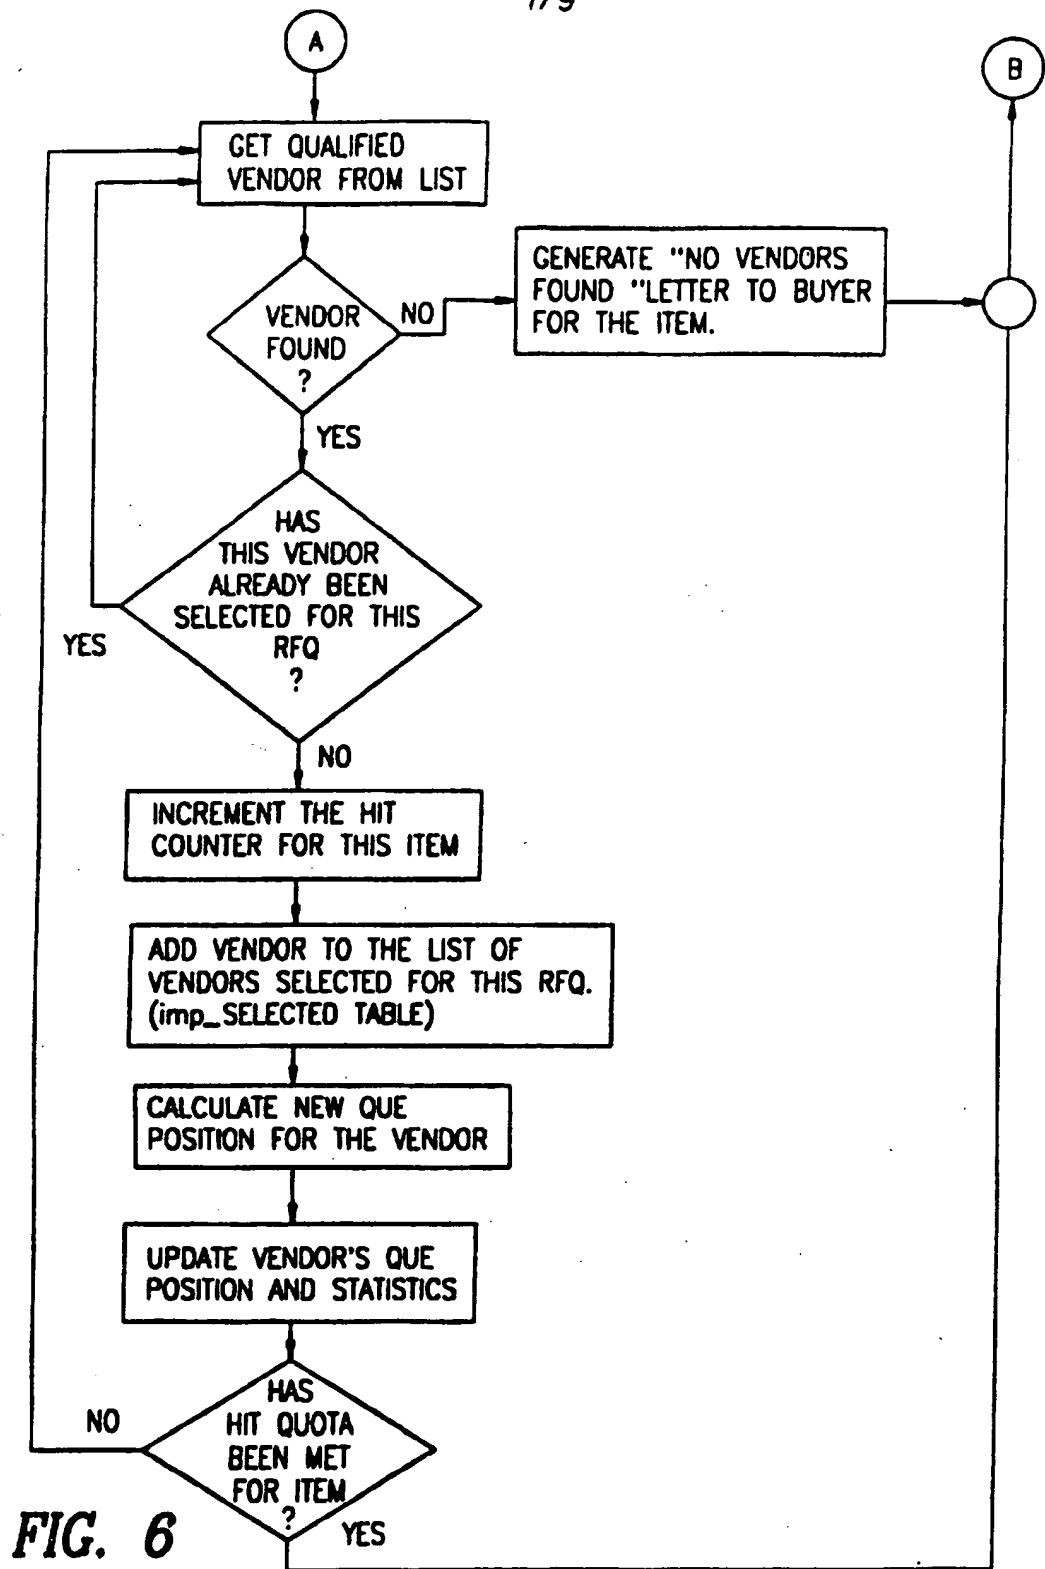 A
B
GET QUALIFIED
VENDOR FROM LIST
GENERATE "NO VENDORS
FOUND "LETTER TO BUYER
FOR THE ITEM.
VENDOR
FOUND
?
NO
YES
HAS
THIS VENDOR
ALREADY BEEN
SELECTED FOR THIS
RFQ
?
YES
NO
INCREMENT THE HIT
COUNTER FOR THIS ITEM
ADD VENDOR TO THE LIST OF
VENDORS SELECTED FOR THIS RFQ.
(imp_SELECTED TABLE)
CALCULATE NEW QUE
POSITION FOR THE VENDOR
UPDATE VENDOR'S QUE
POSITION AND STATISTICS
HAS
HIT QUOTA
BEEN MET
FOR ITEM
?
NO
YES
FIG. 6